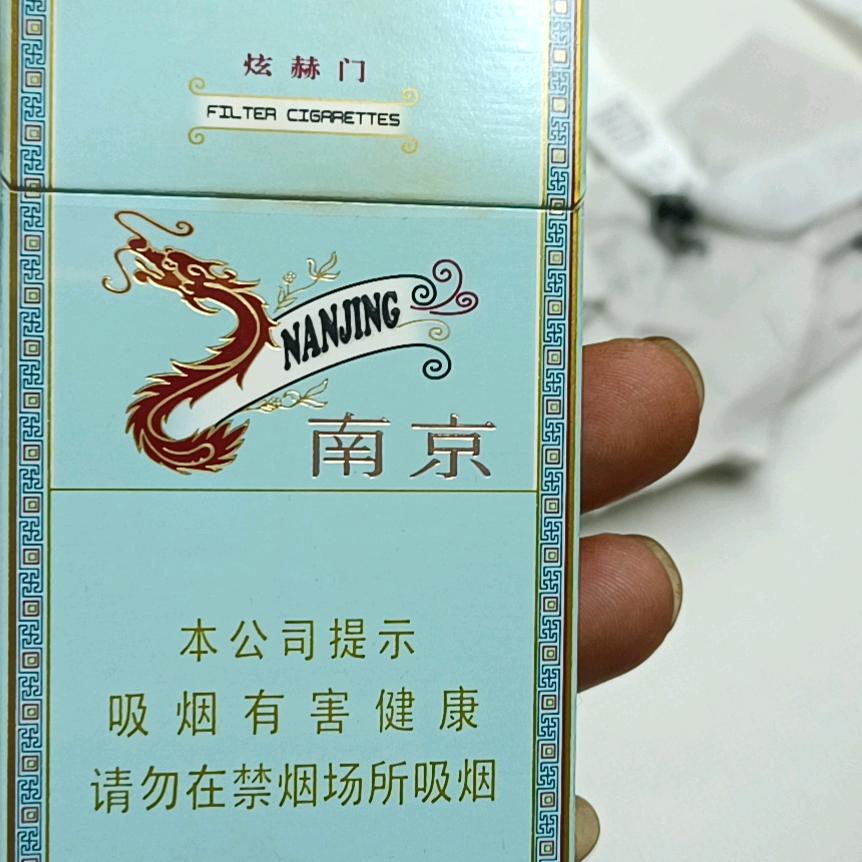 炫赫门
FILTER CIGARETTES
NANJING
南京
本公司提示
吸烟有害健康
请勿在禁烟场所吸烟